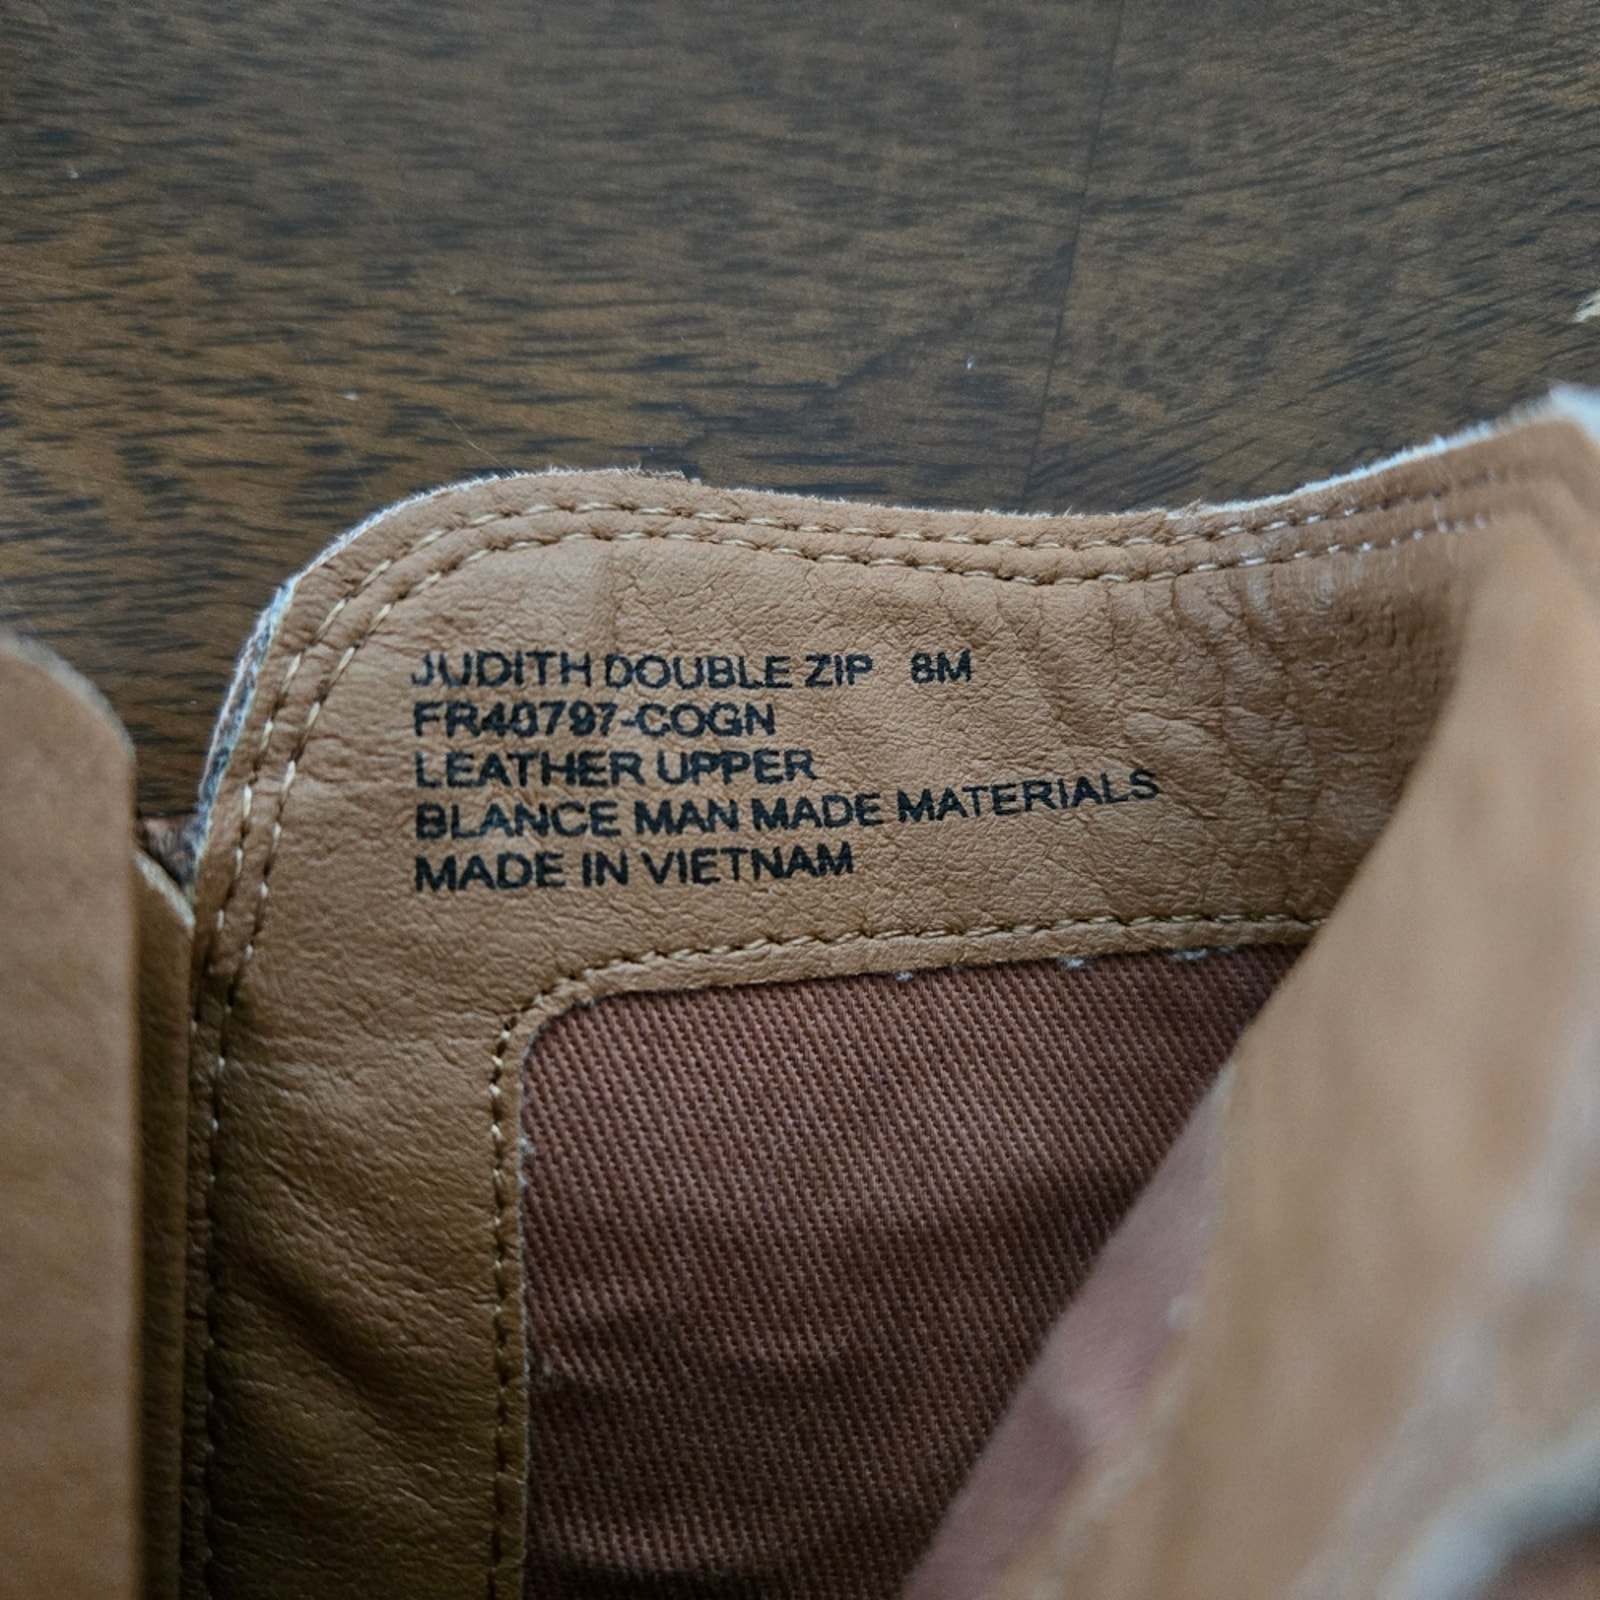 JUDITH DOUBLE ZIP 8M
FR40797-COGN
LEATHER UPPER
BLANCE MAN MADE MATERIALS
MADE IN VIETNAM